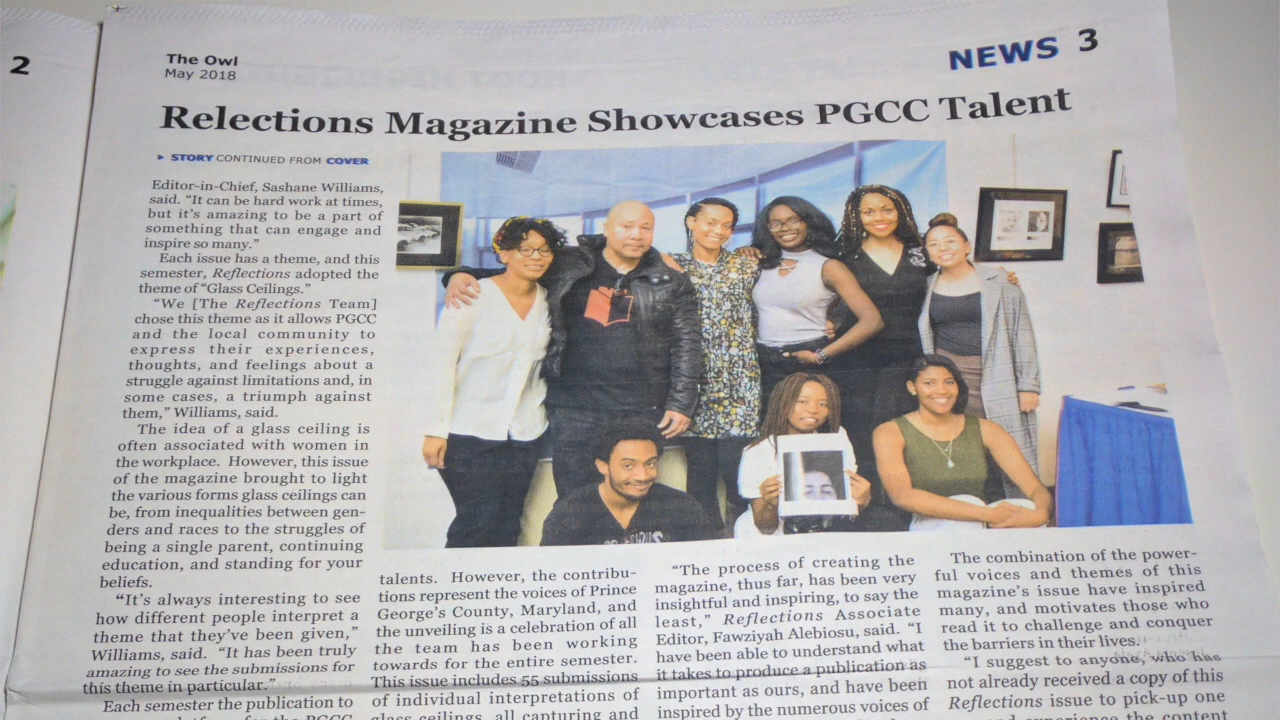 2
The Owl
May 2018
NEWS 3
Relections Magazine Showcases PGCC Talent
▸ STORY CONTINUED FROM COVER
Editor-in-Chief, Sashane Williams,
said. “It can be hard work at times,
but it’s amazing to be a part of
something that can engage and
inspire so many.”
Each issue has a theme, and this
semester, Reflections adopted the
theme of “Glass Ceilings.”
“We [The Reflections Team]
chose this theme as it allows PGCC
and the local community to
express their experiences,
thoughts, and feelings about a
struggle against limitations and, in
some cases, a triumph against
them,” Williams, said.
The idea of a glass ceiling is
often associated with women in
the workplace. However, this issue
of the magazine brought to light
the various forms glass ceilings can
be, from inequalities between gen-
ders and races to the struggles of
being a single parent, continuing
education, and standing for your
beliefs.
“It’s always interesting to see
how different people interpret a
theme that they’ve been given,”
Williams, said. “It has been truly
amazing to see the submissions for
this theme in particular.”
Each semester the publication to
for the PGCC
talents. However, the contribu-
tions represent the voices of Prince
George’s County, Maryland, and
the unveiling is a celebration of all
the team has been working
towards for the entire semester.
This issue includes 55 submissions
of individual interpretations of
glass ceilings, all capturing and
“The process of creating the
magazine, thus far, has been very
insightful and inspiring, to say the
least,” Reflections Associate
Editor, Fawziyah Alebiosu, said. “I
have been able to understand what
it takes to produce a publication as
important as ours, and have been
inspired by the numerous voices of
The combination of the power-
ful voices and themes of this
magazine’s issue have inspired
many, and motivates those who
read it to challenge and conquer
the barriers in their lives.
“I suggest to anyone, who has
not already received a copy of this
Reflections issue to pick-up one
and experience the content